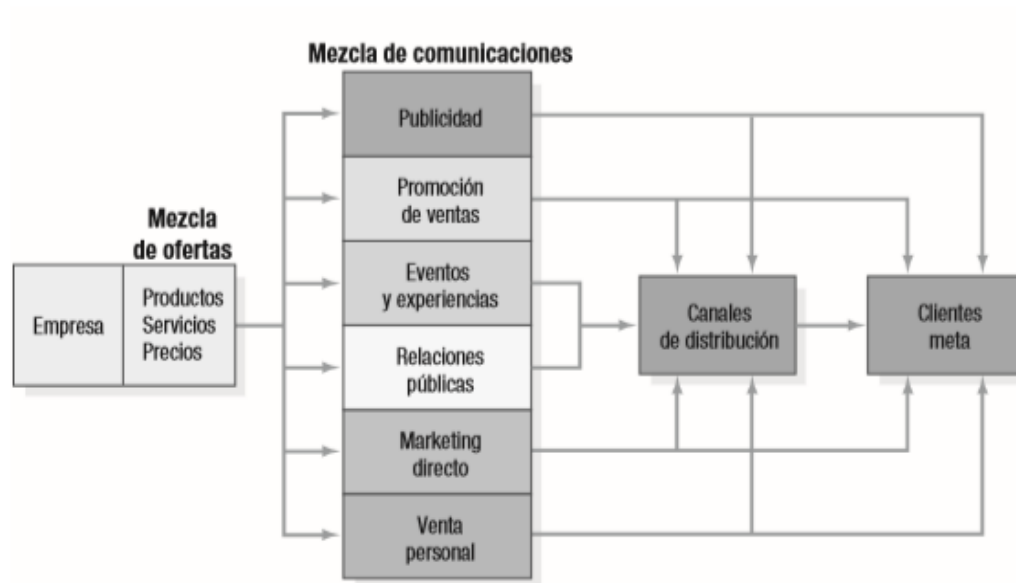 Mezcla de comunicaciones
Publicidad
Promoción
de ventas
Mezcla
de ofertas
Eventos
y experiencias
Empresa
Productos
Servicios
Precios
Relaciones
públicas
Canales
de distribución
Clientes
meta
Marketing
directo
Venta
personal